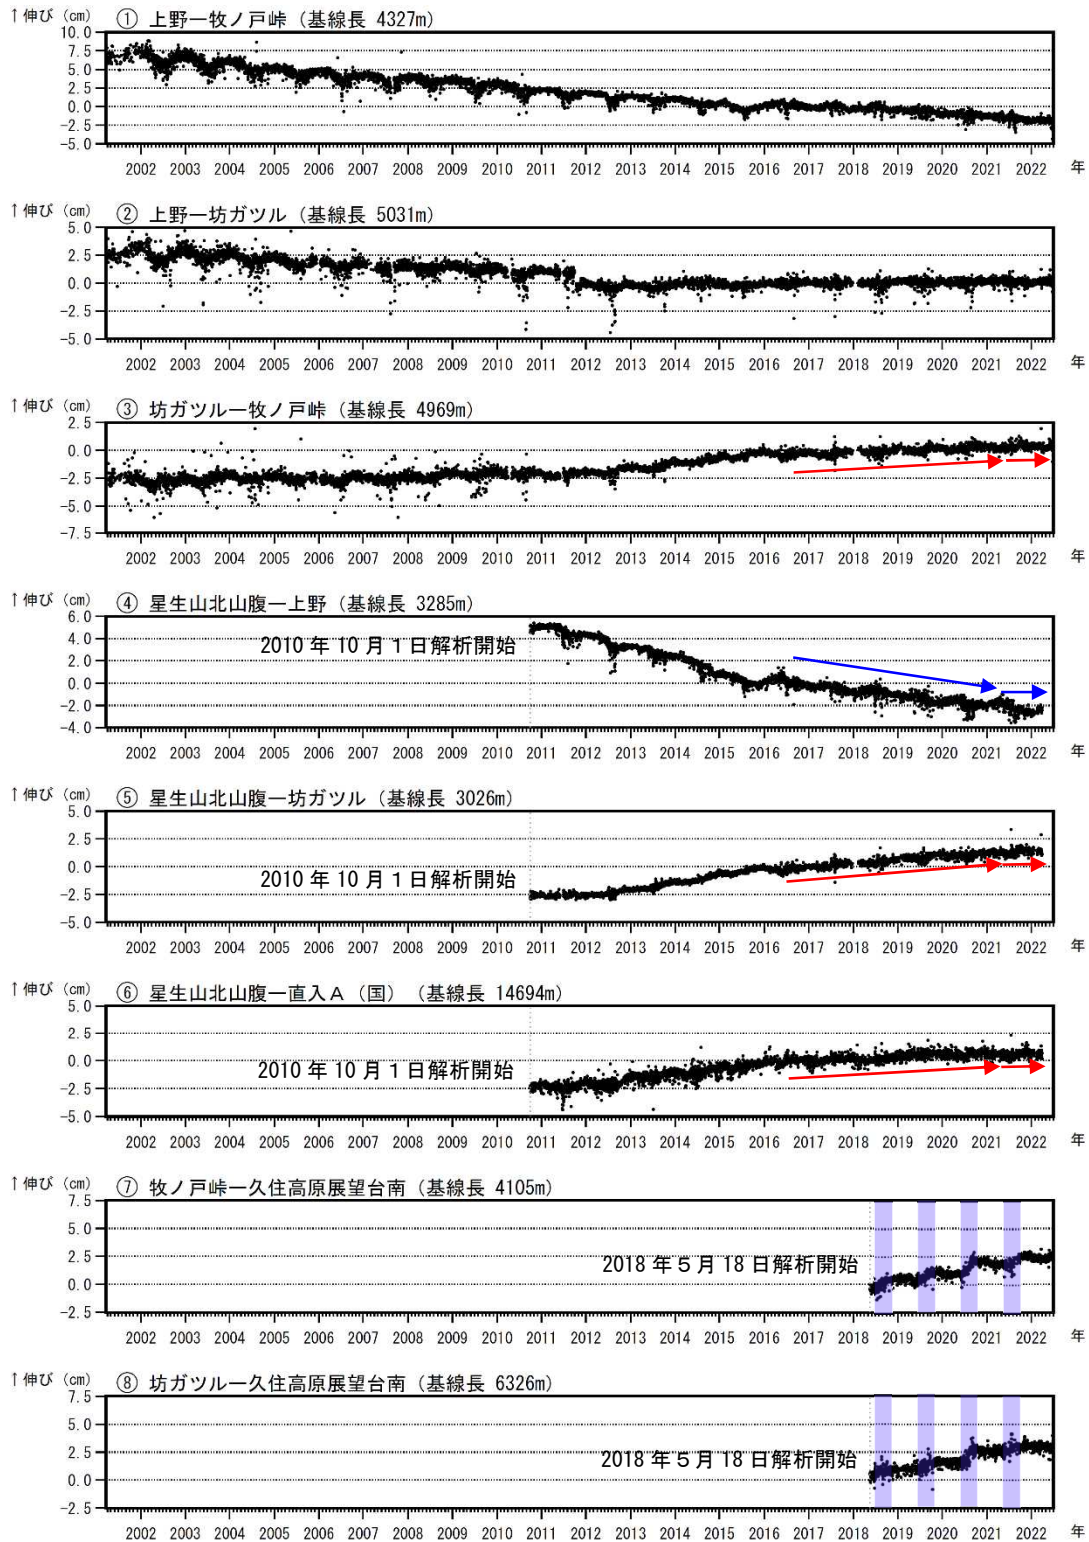 ↑伸び (cm) ① 上野ー牧ノ戸峠 (基線長 4327m)
10.0
7.5
5.0
2.5
0.0
-2.5
-5.0
2002 2003 2004 2005 2006 2007 2008 2009 2010 2011 2012 2013 2014 2015 2016 2017 2018 2019 2020 2021 2022 年
↑伸び (cm) ② 上野ー坊ガツル (基線長 5031m)
5.0
2.5
0.0
-2.5
-5.0
2002 2003 2004 2005 2006 2007 2008 2009 2010 2011 2012 2013 2014 2015 2016 2017 2018 2019 2020 2021 2022 年
↑伸び (cm) ③ 坊ガツルー牧ノ戸峠 (基線長 4969m)
2.5
0.0
-2.5
-5.0
-7.5
2002 2003 2004 2005 2006 2007 2008 2009 2010 2011 2012 2013 2014 2015 2016 2017 2018 2019 2020 2021 2022 年
↑伸び (cm) ④ 星生山北山腹ー上野 (基線長 3285m)
6.0
2010年10月1日解析開始
4.0
2.0
0.0
-2.0
-4.0
2002 2003 2004 2005 2006 2007 2008 2009 2010 2011 2012 2013 2014 2015 2016 2017 2018 2019 2020 2021 2022 年
↑伸び (cm) ⑤ 星生山北山腹ー坊ガツル (基線長 3026m)
5.0
2.5
0.0
2010年10月1日解析開始
-2.5
-5.0
2002 2003 2004 2005 2006 2007 2008 2009 2010 2011 2012 2013 2014 2015 2016 2017 2018 2019 2020 2021 2022 年
↑伸び (cm) ⑥ 星生山北山腹ー直入A (国) (基線長 14694m)
5.0
2.5
0.0
2010年10月1日解析開始
-2.5
-5.0
2002 2003 2004 2005 2006 2007 2008 2009 2010 2011 2012 2013 2014 2015 2016 2017 2018 2019 2020 2021 2022 年
↑伸び (cm) ⑦ 牧ノ戸峠ー久住高原展望台南 (基線長 4105m)
7.5
5.0
2.5
2018年5月18日解析開始
0.0
-2.5
2002 2003 2004 2005 2006 2007 2008 2009 2010 2011 2012 2013 2014 2015 2016 2017 2018 2019 2020 2021 2022 年
↑伸び (cm) ⑧ 坊ガツルー久住高原展望台南 (基線長 6326m)
7.5
5.0
2.5
2018年5月18日解析開始
0.0
-2.5
2002 2003 2004 2005 2006 2007 2008 2009 2010 2011 2012 2013 2014 2015 2016 2017 2018 2019 2020 2021 2022 年